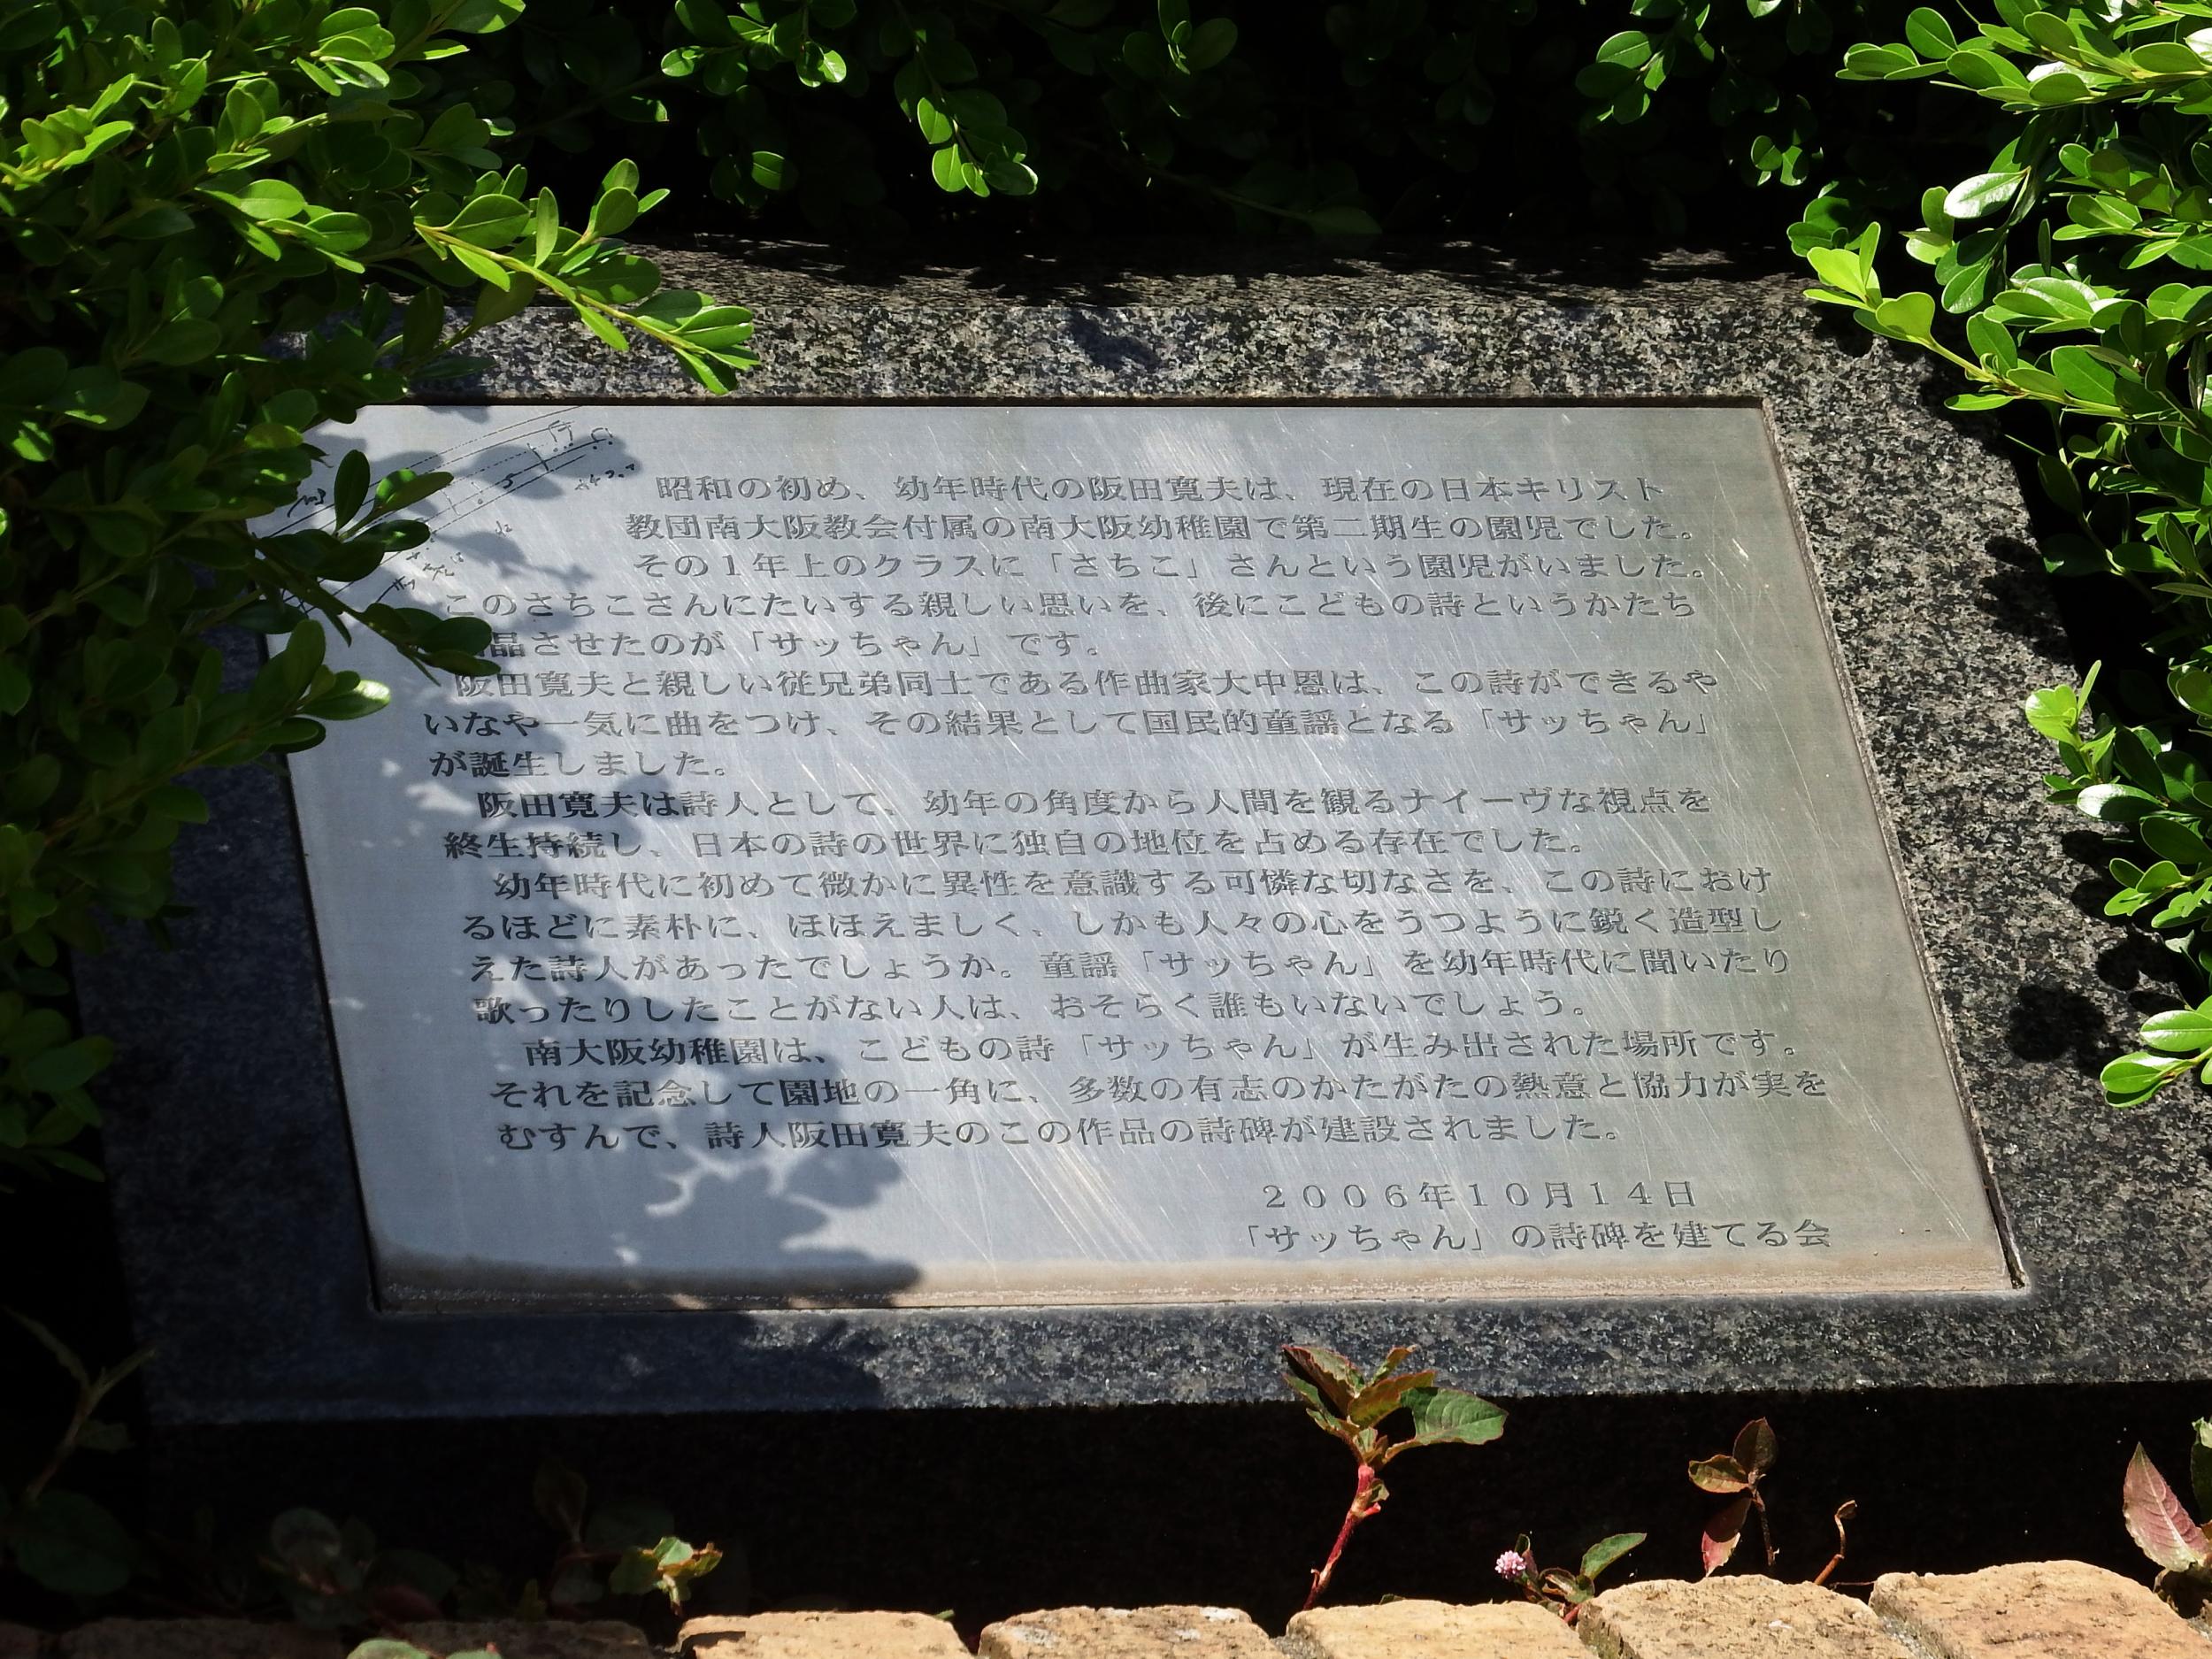 昭和の初め、幼年時代の阪田寛夫は、現在の日本キリスト
教団南大阪教会付属の南大阪幼稚園で第二期生の園児でした。
その1年上のクラスに「さちこ」さんという園児がいました。
このさちこさんにたいする親しい思いを、後にこどもの詩というかたち
晶させたのが「サッちゃん」です。
阪田寛夫と親しい従兄弟同士である作曲家大中恩は、この詩ができるや
いなや一気に曲をつけ、その結果として国民的童謡となる「サッちゃん」
が誕生しました。
阪田寛夫は詩人として、幼年の角度から人間を観るナイーヴな視点を
終生持続し、日本の詩の世界に独自の地位を占める存在でした。
幼年時代に初めて微かに異性を意識する可憐な切なさを、この詩におけ
るほどに素朴に、ほほえましく、しかも人々の心をうつように鋭く造型し
えた詩人があったでしょうか。童謡「サッちゃん」を幼年時代に聞いたり
歌ったりしたことがない人は、おそらく誰もいないでしょう。
南大阪幼稚園は、こどもの詩「サッちゃん」が生み出された場所です。
それを記念して園地の一角に、多数の有志のかたがたの熱意と協力が実を
むすんで、詩人阪田寛夫のこの作品の詩碑が建設されました。
２００６年１０月１４日
「サッちゃん」の詩碑を建てる会